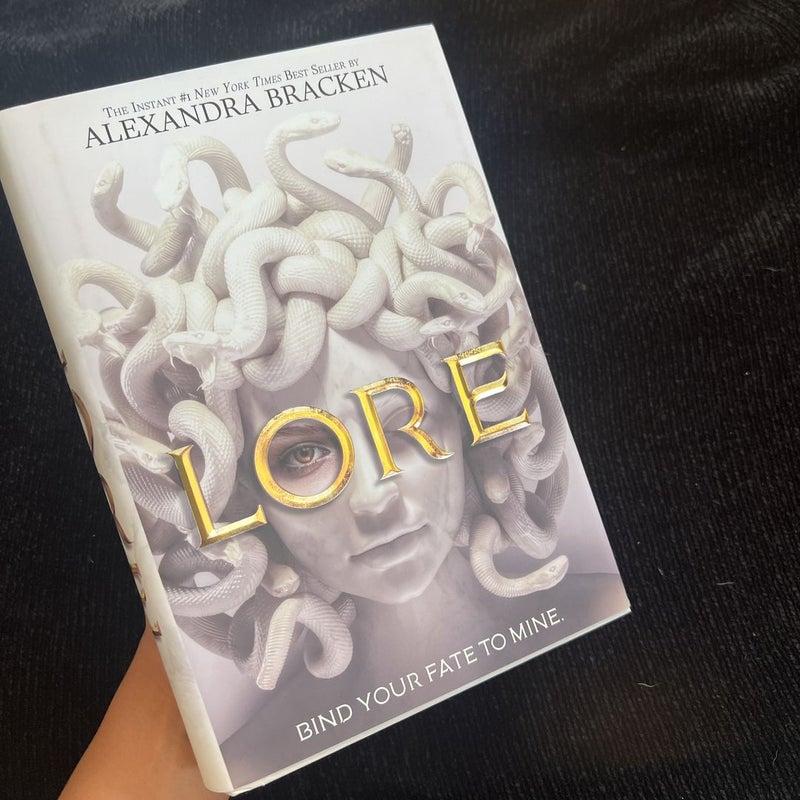 THE INSTANT #1 NEW YORK TIMES BEST SELLER BY
ALEXANDRA BRACKEN
LORE
BIND YOUR FATE TO MINE.